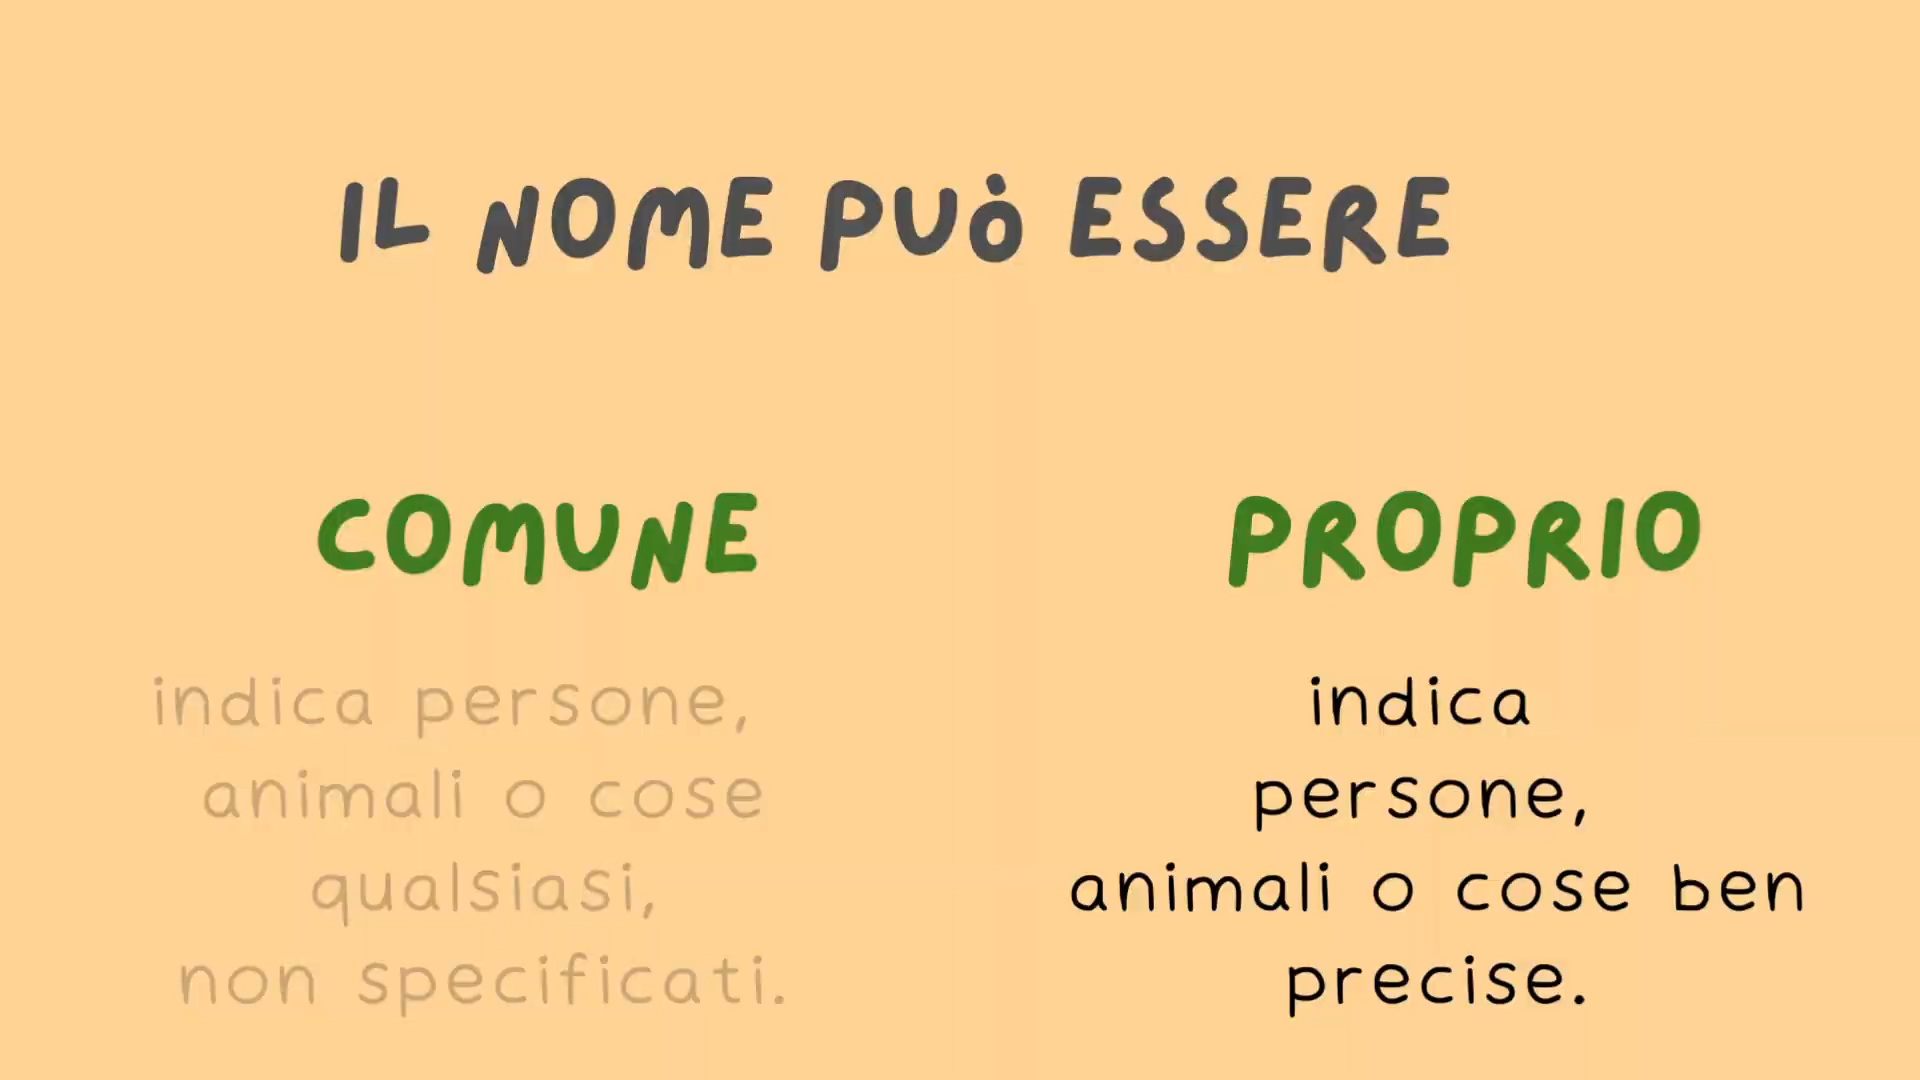 IL NOME PUÒ ESSERE
COMUNE
indica persone,
animali o cose
qualsiasi,
non specificati.
PROPRIO
indica
persone,
animali o cose ben
precise.